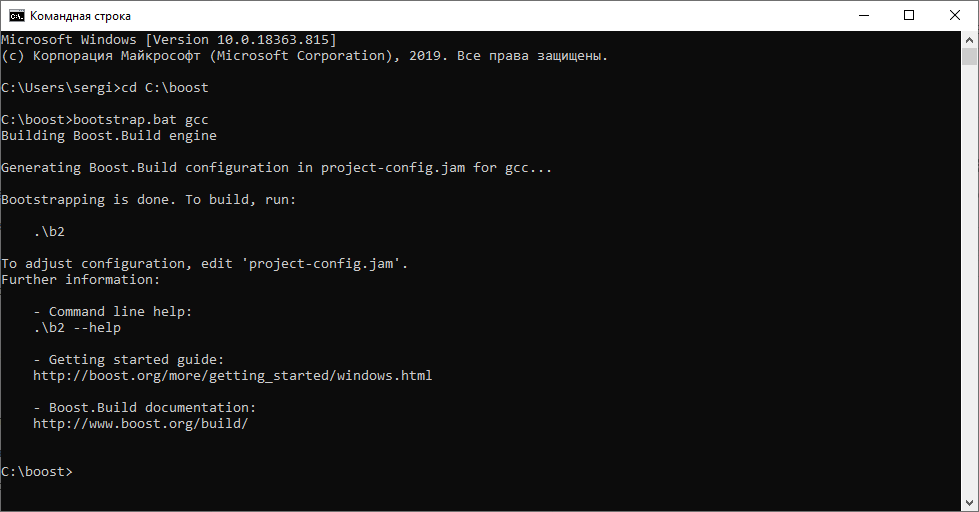 Командная строка
Microsoft Windows [Version 10.0.18363.815]
(c) Корпорация Майкрософт (Microsoft Corporation), 2019. Все права защищены.
C:\Users\sergi>cd C:\boost
C:\boost>bootstrap.bat gcc
Building Boost.Build engine
Generating Boost.Build configuration in project-config.jam for gcc...
Bootstrapping is done. To build, run:
.\b2
To adjust configuration, edit 'project-config.jam'.
Further information:
- Command line help:
.\b2 --help
- Getting started guide:
http://boost.org/more/getting_started/windows.html
- Boost.Build documentation:
http://www.boost.org/build/
C:\boost>